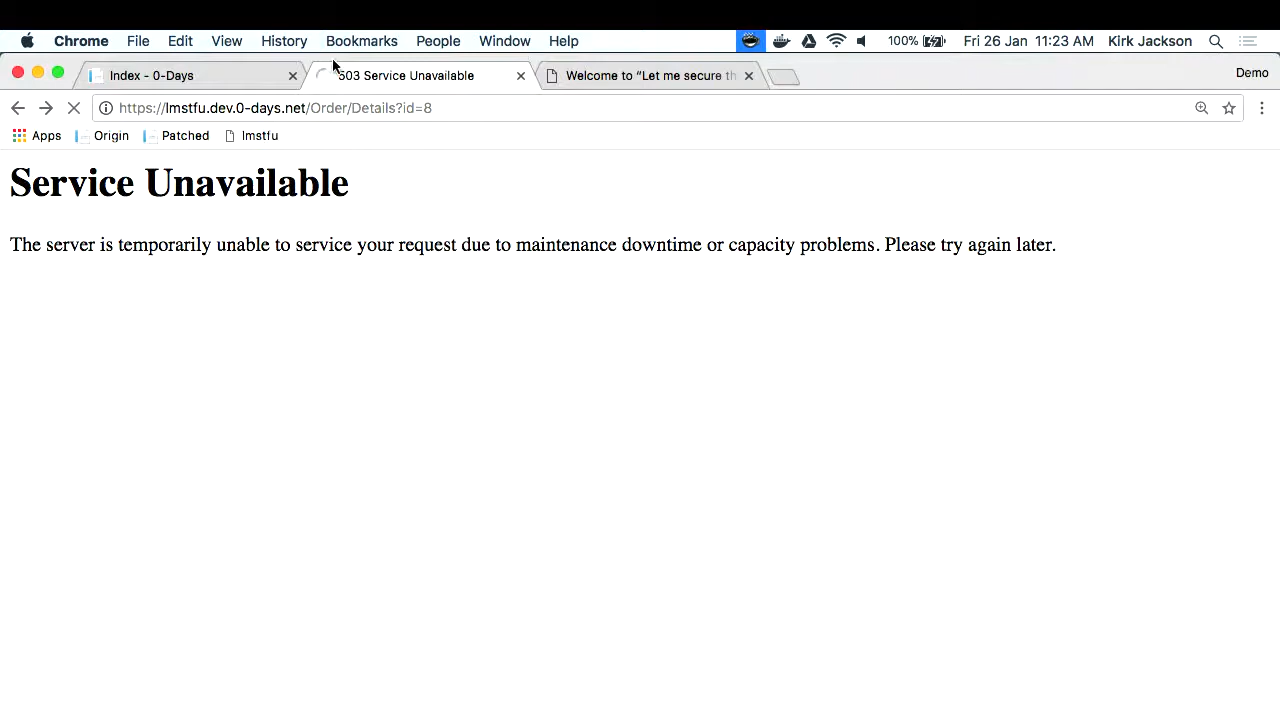 Chrome File Edit View History Bookmarks People Window Help 100% Fri 26 Jan 11:23 AM Kirk Jackson
Index - 0-Days 503 Service Unavailable Welcome to “Let me secure th Demo
https://lmstfu.dev.0-days.net/Order/Details?id=8
Apps Origin Patched lmstfu
Service Unavailable
The server is temporarily unable to service your request due to maintenance downtime or capacity problems. Please try again later.